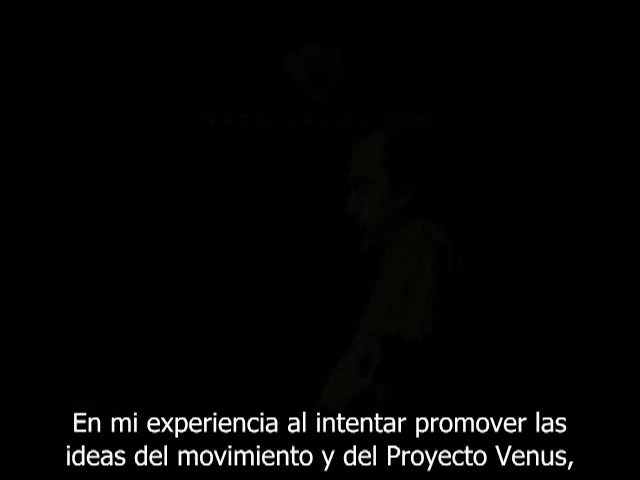 En mi experiencia al intentar promover las
ideas del movimiento y del Proyecto Venus,